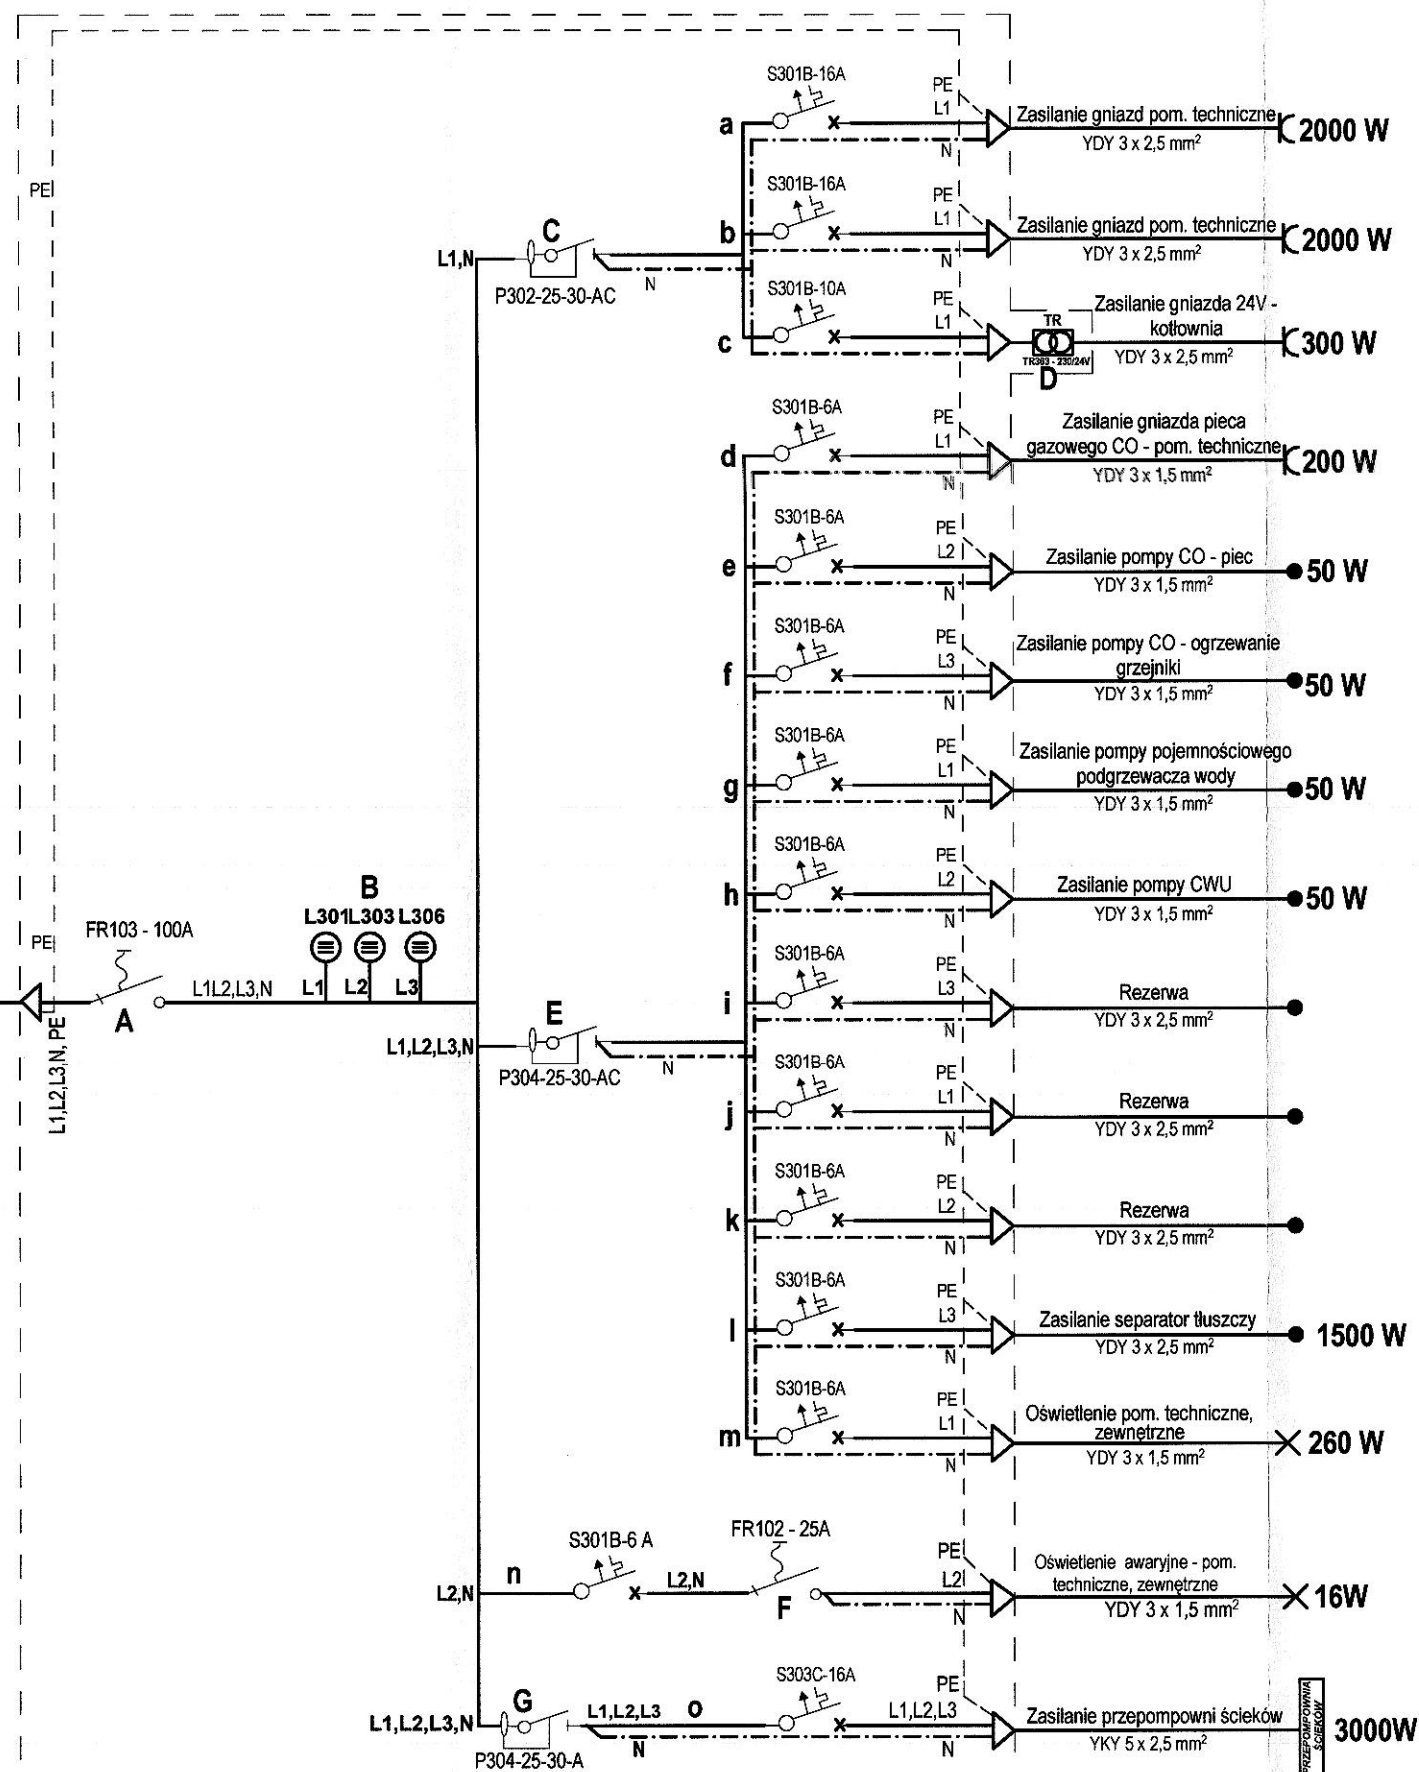 S301B-16A
PE
L1
a
N
Zasilanie gniazd pom. techniczne
YDY 3 x 2,5 mm²
2000 W
PE
S301B-16A
PE
L1
b
N
Zasilanie gniazd pom. techniczne
YDY 3 x 2,5 mm²
2000 W
L1,N
C
P302-25-30-AC
N
S301B-10A
PE
L1
c
TR
TR363 - 230/24V
D
Zasilanie gniazda 24V -
kotłownia
YDY 3 x 2,5 mm²
300 W
S301B-6A
PE
L1
d
N
Zasilanie gniazda pieca
gazowego CO - pom. techniczne
YDY 3 x 1,5 mm²
200 W
S301B-6A
PE
L2
e
N
Zasilanie pompy CO - piec
YDY 3 x 1,5 mm²
50 W
S301B-6A
PE
L3
f
N
Zasilanie pompy CO - ogrzewanie
grzejniki
YDY 3 x 1,5 mm²
50 W
S301B-6A
PE
L1
g
N
Zasilanie pompy pojemnościowego
podgrzewacza wody
YDY 3 x 1,5 mm²
50 W
S301B-6A
PE
L2
h
N
Zasilanie pompy CWU
YDY 3 x 1,5 mm²
50 W
PE
FR103 - 100A
A
L1,L2,L3,N, PE
L1L2,L3,N
B
L301 L303 L306
L1 L2 L3
S301B-6A
PE
L3
i
N
Rezerwa
YDY 3 x 2,5 mm²
L1,L2,L3,N
E
P304-25-30-AC
N
S301B-6A
PE
L1
j
N
Rezerwa
YDY 3 x 2,5 mm²
S301B-6A
PE
L2
k
N
Rezerwa
YDY 3 x 2,5 mm²
S301B-6A
PE
L3
l
N
Zasilanie separator tłuszczy
YDY 3 x 2,5 mm²
1500 W
S301B-6A
PE
L1
m
N
Oświetlenie pom. techniczne,
zewnętrzne
YDY 3 x 1,5 mm²
260 W
L2,N
n
S301B-6 A
L2,N
FR102 - 25A
F
PE
L2
N
Oświetlenie awaryjne - pom.
techniczne, zewnętrzne
YDY 3 x 1,5 mm²
16W
L1,L2,L3,N
G
P304-25-30-A
L1,L2,L3
N
o
S303C-16A
PE
L1,L2,L3
N
Zasilanie przepompowni ścieków
YKY 5 x 2,5 mm²
PRZEPOMPOWNIA
ŚCIEKÓW
3000W